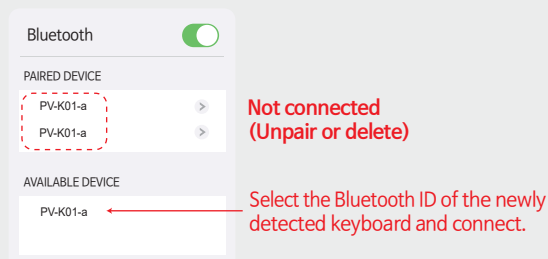 Bluetooth
PAIRED DEVICE
PV-K01-a
PV-K01-a
Not connected
(Unpair or delete)
AVAILABLE DEVICE
PV-K01-a
Select the Bluetooth ID of the newly
detected keyboard and connect.